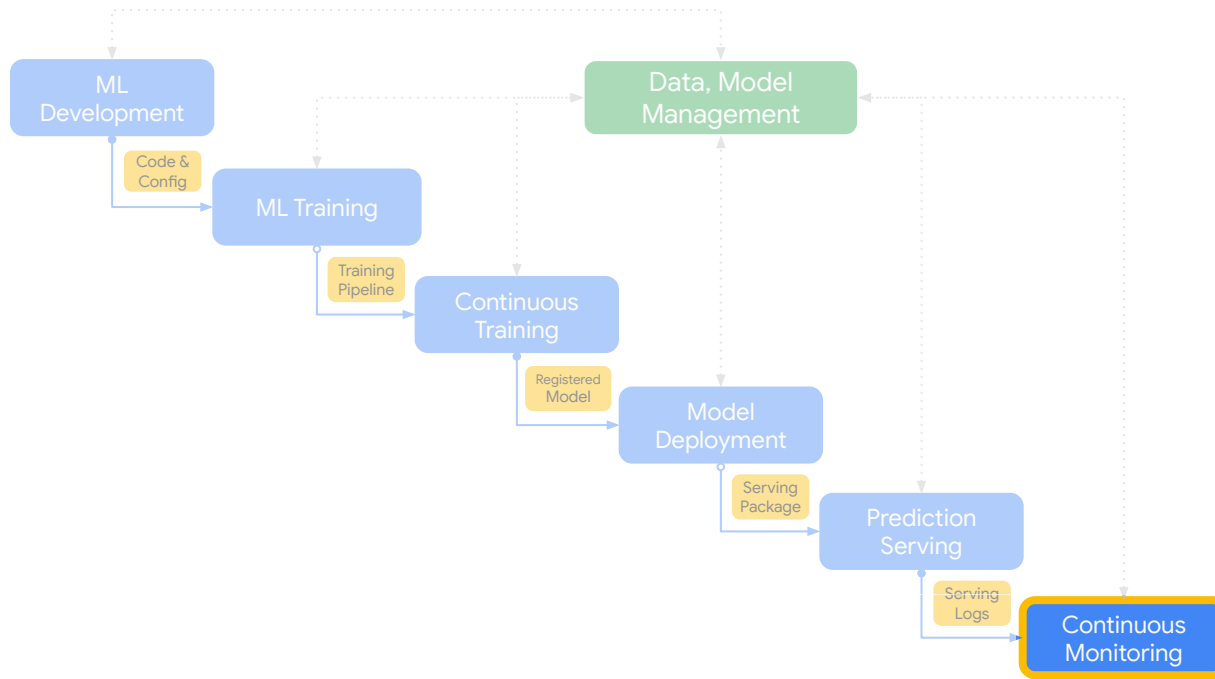 ML
Development
Data, Model
Management
Code &
Config
ML Training
Training
Pipeline
Continuous
Training
Registered
Model
Model
Deployment
Serving
Package
Prediction
Serving
Serving
Logs
Continuous
Monitoring